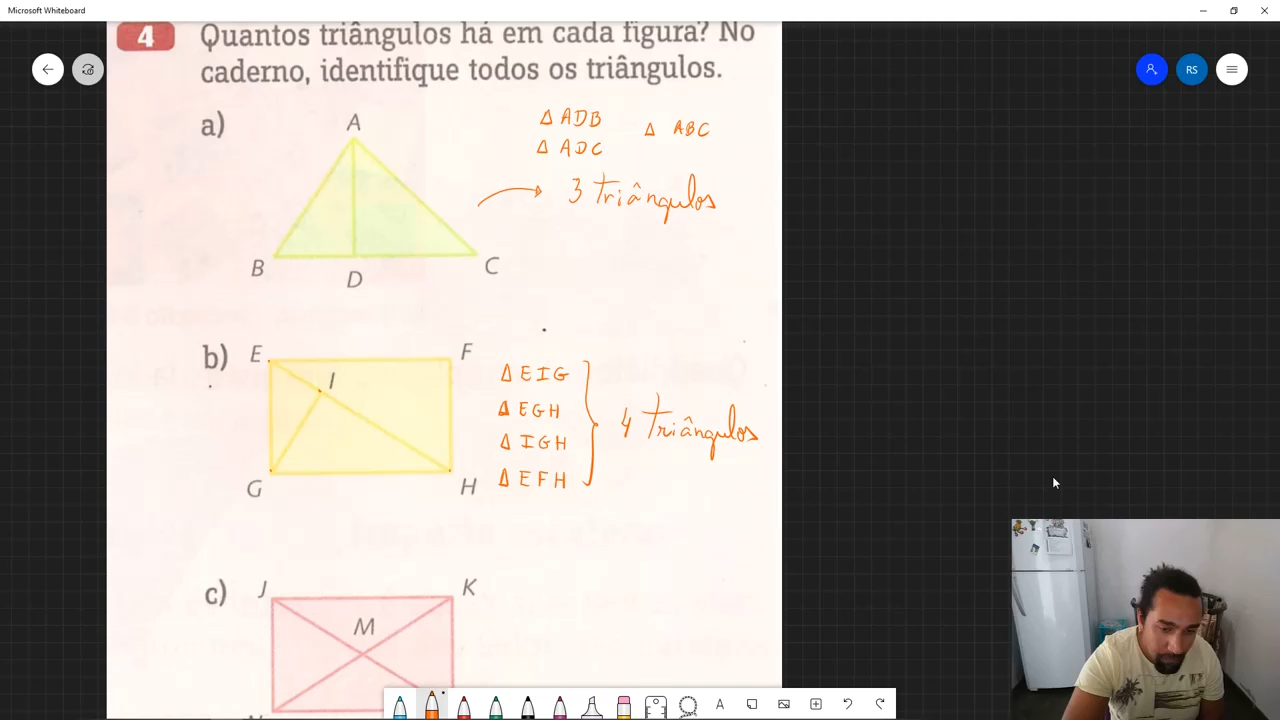 Microsoft Whiteboard
4 Quantos triângulos há em cada figura? No
caderno, identifique todos os triângulos.
RS
a)
A
B
D
C
Δ ADB
Δ ABC
Δ ADC
3 triângulos
b)
E
F
I
G
H
Δ EIG
Δ EGH
Δ IGH
Δ EFH
4 triângulos
c)
J
K
M
A